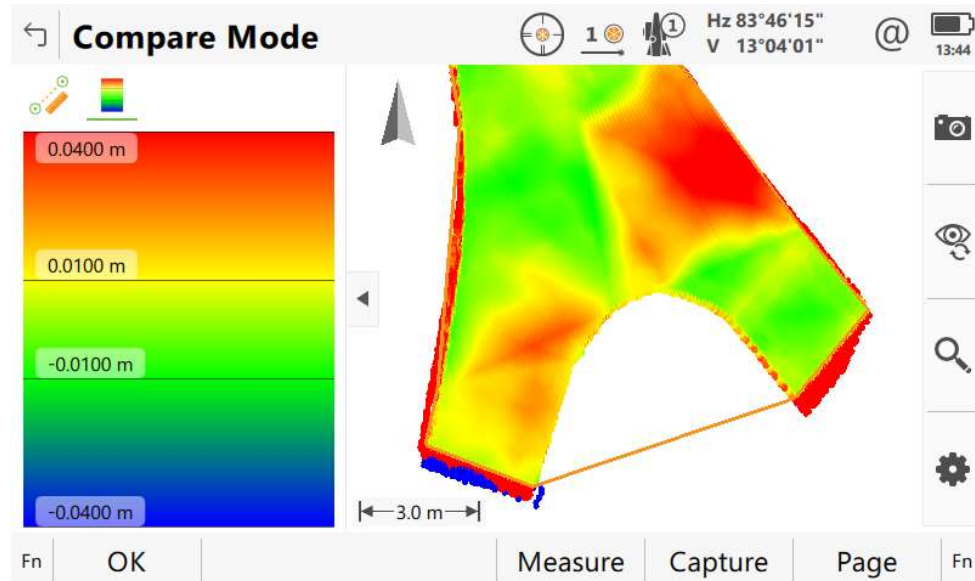 Compare Mode
1
1
Hz 83°46'15"
V 13°04'01"
@
13:44
0.0400 m
0.0100 m
-0.0100 m
-0.0400 m
3.0 m
Fn
OK
Measure
Capture
Page
Fn